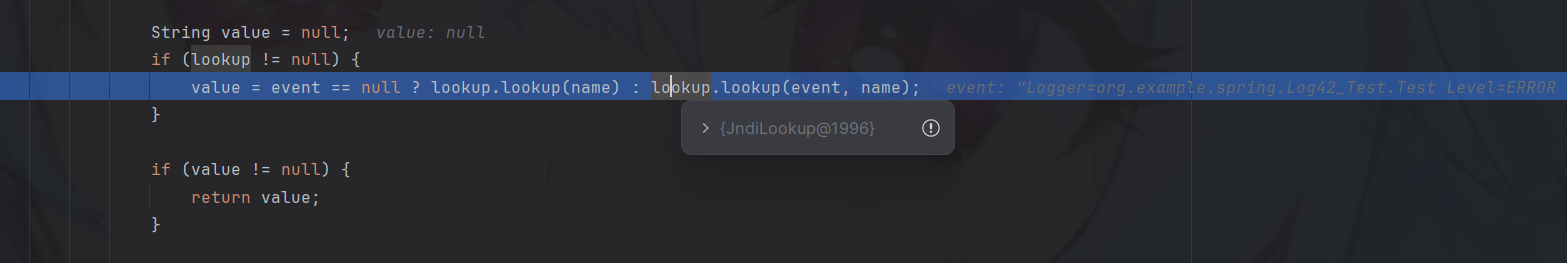 String value = null;   value: null
if (lookup != null) {
value = event == null ? lookup.lookup(name) : lookup.lookup(event, name);   event: "Logger=org.example.spring.Log42_Test.Test Level=ERROR
{JndiLookup@1996}
}
if (value != null) {
return value;
}